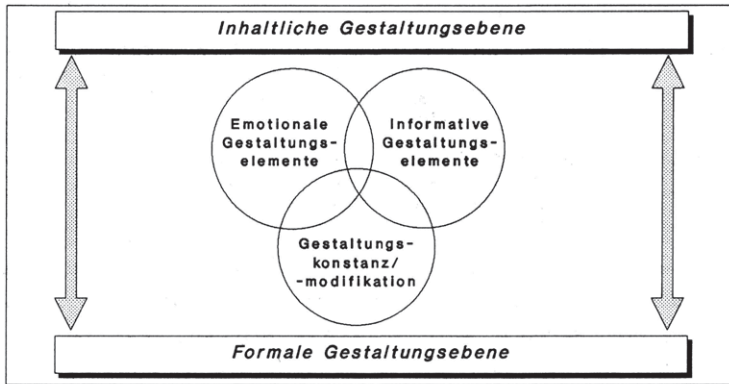 Inhaltliche Gestaltungsebene
Emotionale
Gestaltungs-
elemente
Informative
Gestaltungs-
elemente
Gestaltungs-
konstanz/
-modifikation
Formale Gestaltungsebene